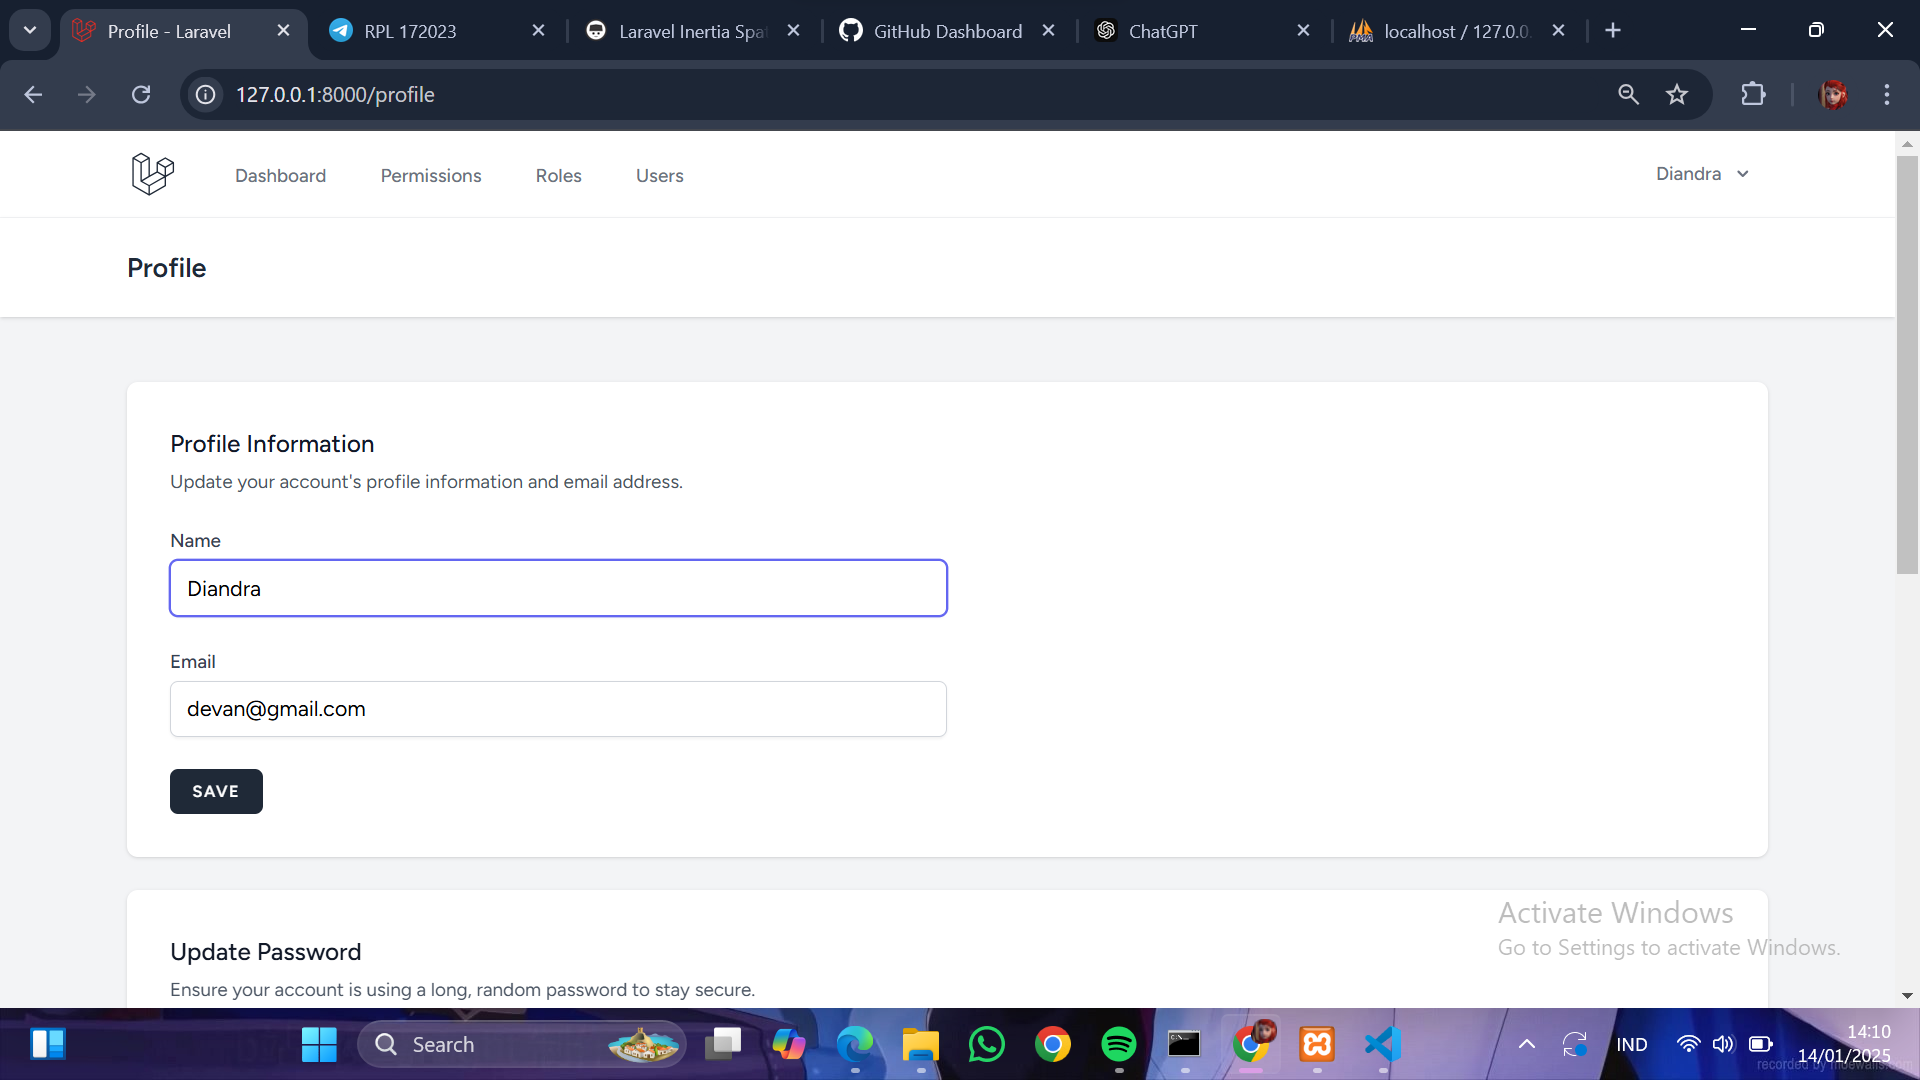 Profile - Laravel
RPL 172023
Laravel Inertia Spat
GitHub Dashboard
ChatGPT
localhost / 127.0.0.
127.0.0.1:8000/profile
Dashboard
Permissions
Roles
Users
Diandra
Profile
Profile Information
Update your account's profile information and email address.
Name
Diandra
Email
devan@gmail.com
SAVE
Activate Windows
Go to Settings to activate Windows.
Update Password
Ensure your account is using a long, random password to stay secure.
Search
IND
14:10
14/01/2025
recorded by